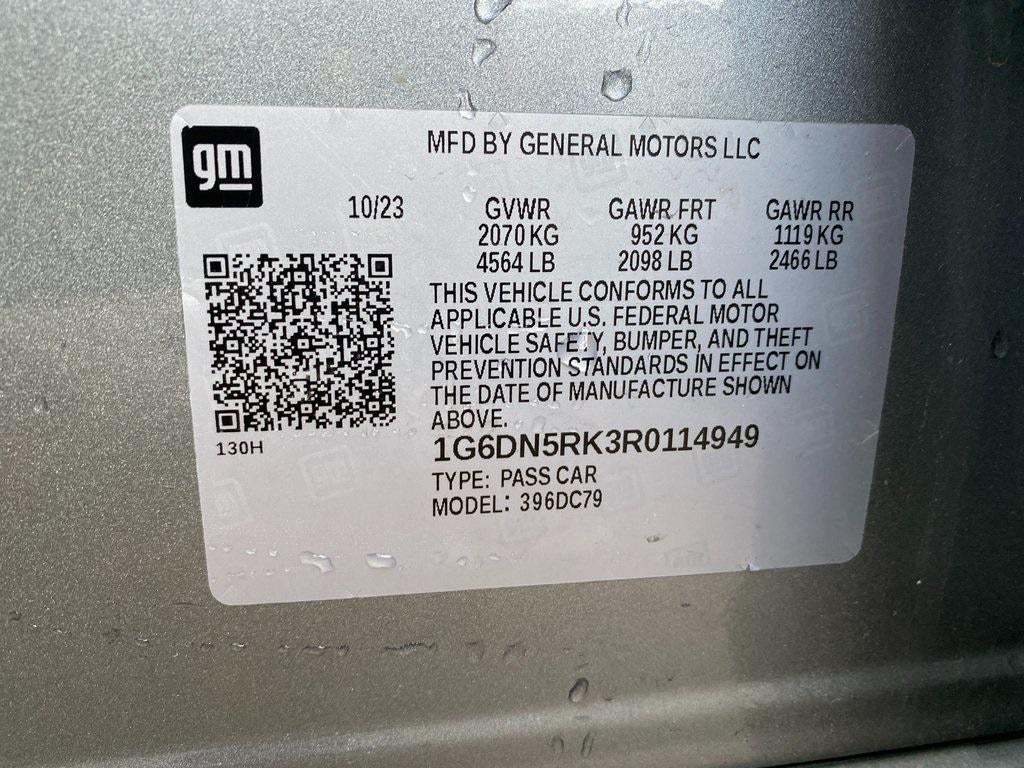 gm
MFD BY GENERAL MOTORS LLC
10/23 GVWR GAWR FRT GAWR RR
2070 KG 952 KG 1119 KG
4564 LB 2098 LB 2466 LB
THIS VEHICLE CONFORMS TO ALL
APPLICABLE U.S. FEDERAL MOTOR
VEHICLE SAFETY, BUMPER, AND THEFT
PREVENTION STANDARDS IN EFFECT ON
THE DATE OF MANUFACTURE SHOWN
ABOVE.
130H
1G6DN5RK3R0114949
TYPE: PASS CAR
MODEL: 396DC79